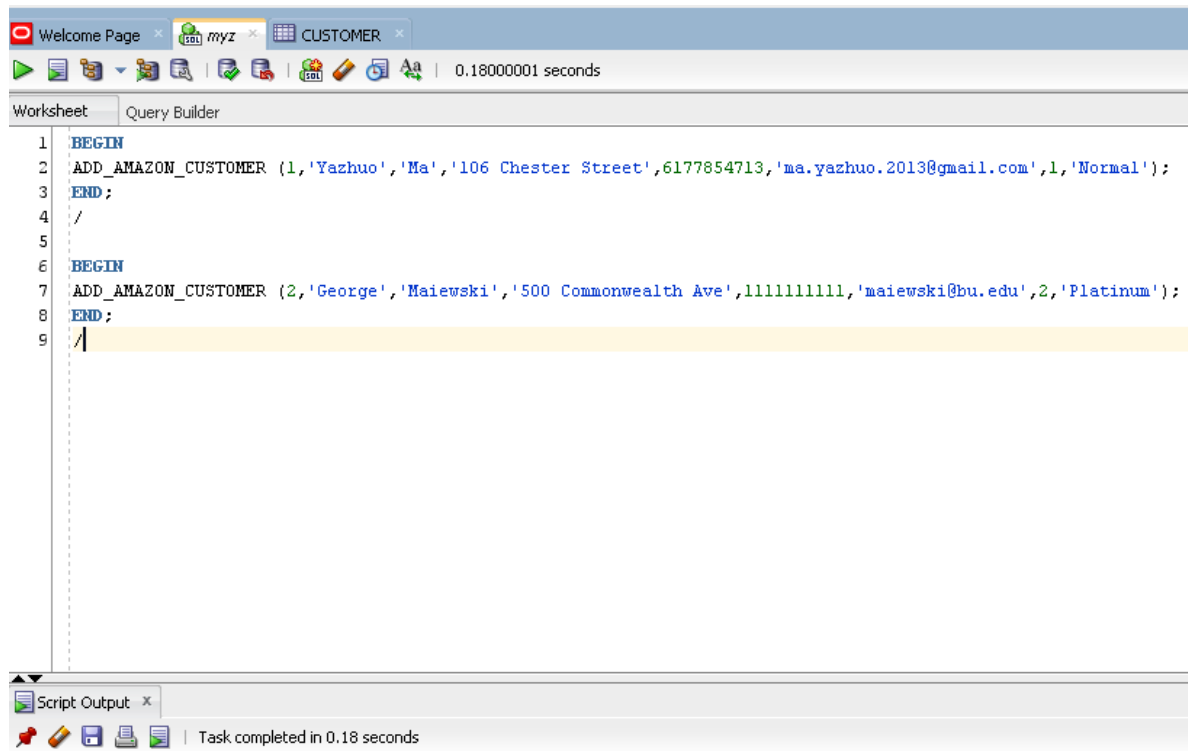 Welcome Page myz CUSTOMER
0.18000001 seconds
Worksheet Query Builder
1 BEGIN
2 ADD_AMAZON_CUSTOMER (1,'Yazhuo','Ma','106 Chester Street',6177854713,'ma.yazhuo.2013@gmail.com',1,'Normal');
3 END;
4 /
5
6 BEGIN
7 ADD_AMAZON_CUSTOMER (2,'George','Maiewski','500 Commonwealth Ave',1111111111,'maiewski@bu.edu',2,'Platinum');
8 END;
9 /
Script Output x
Task completed in 0.18 seconds